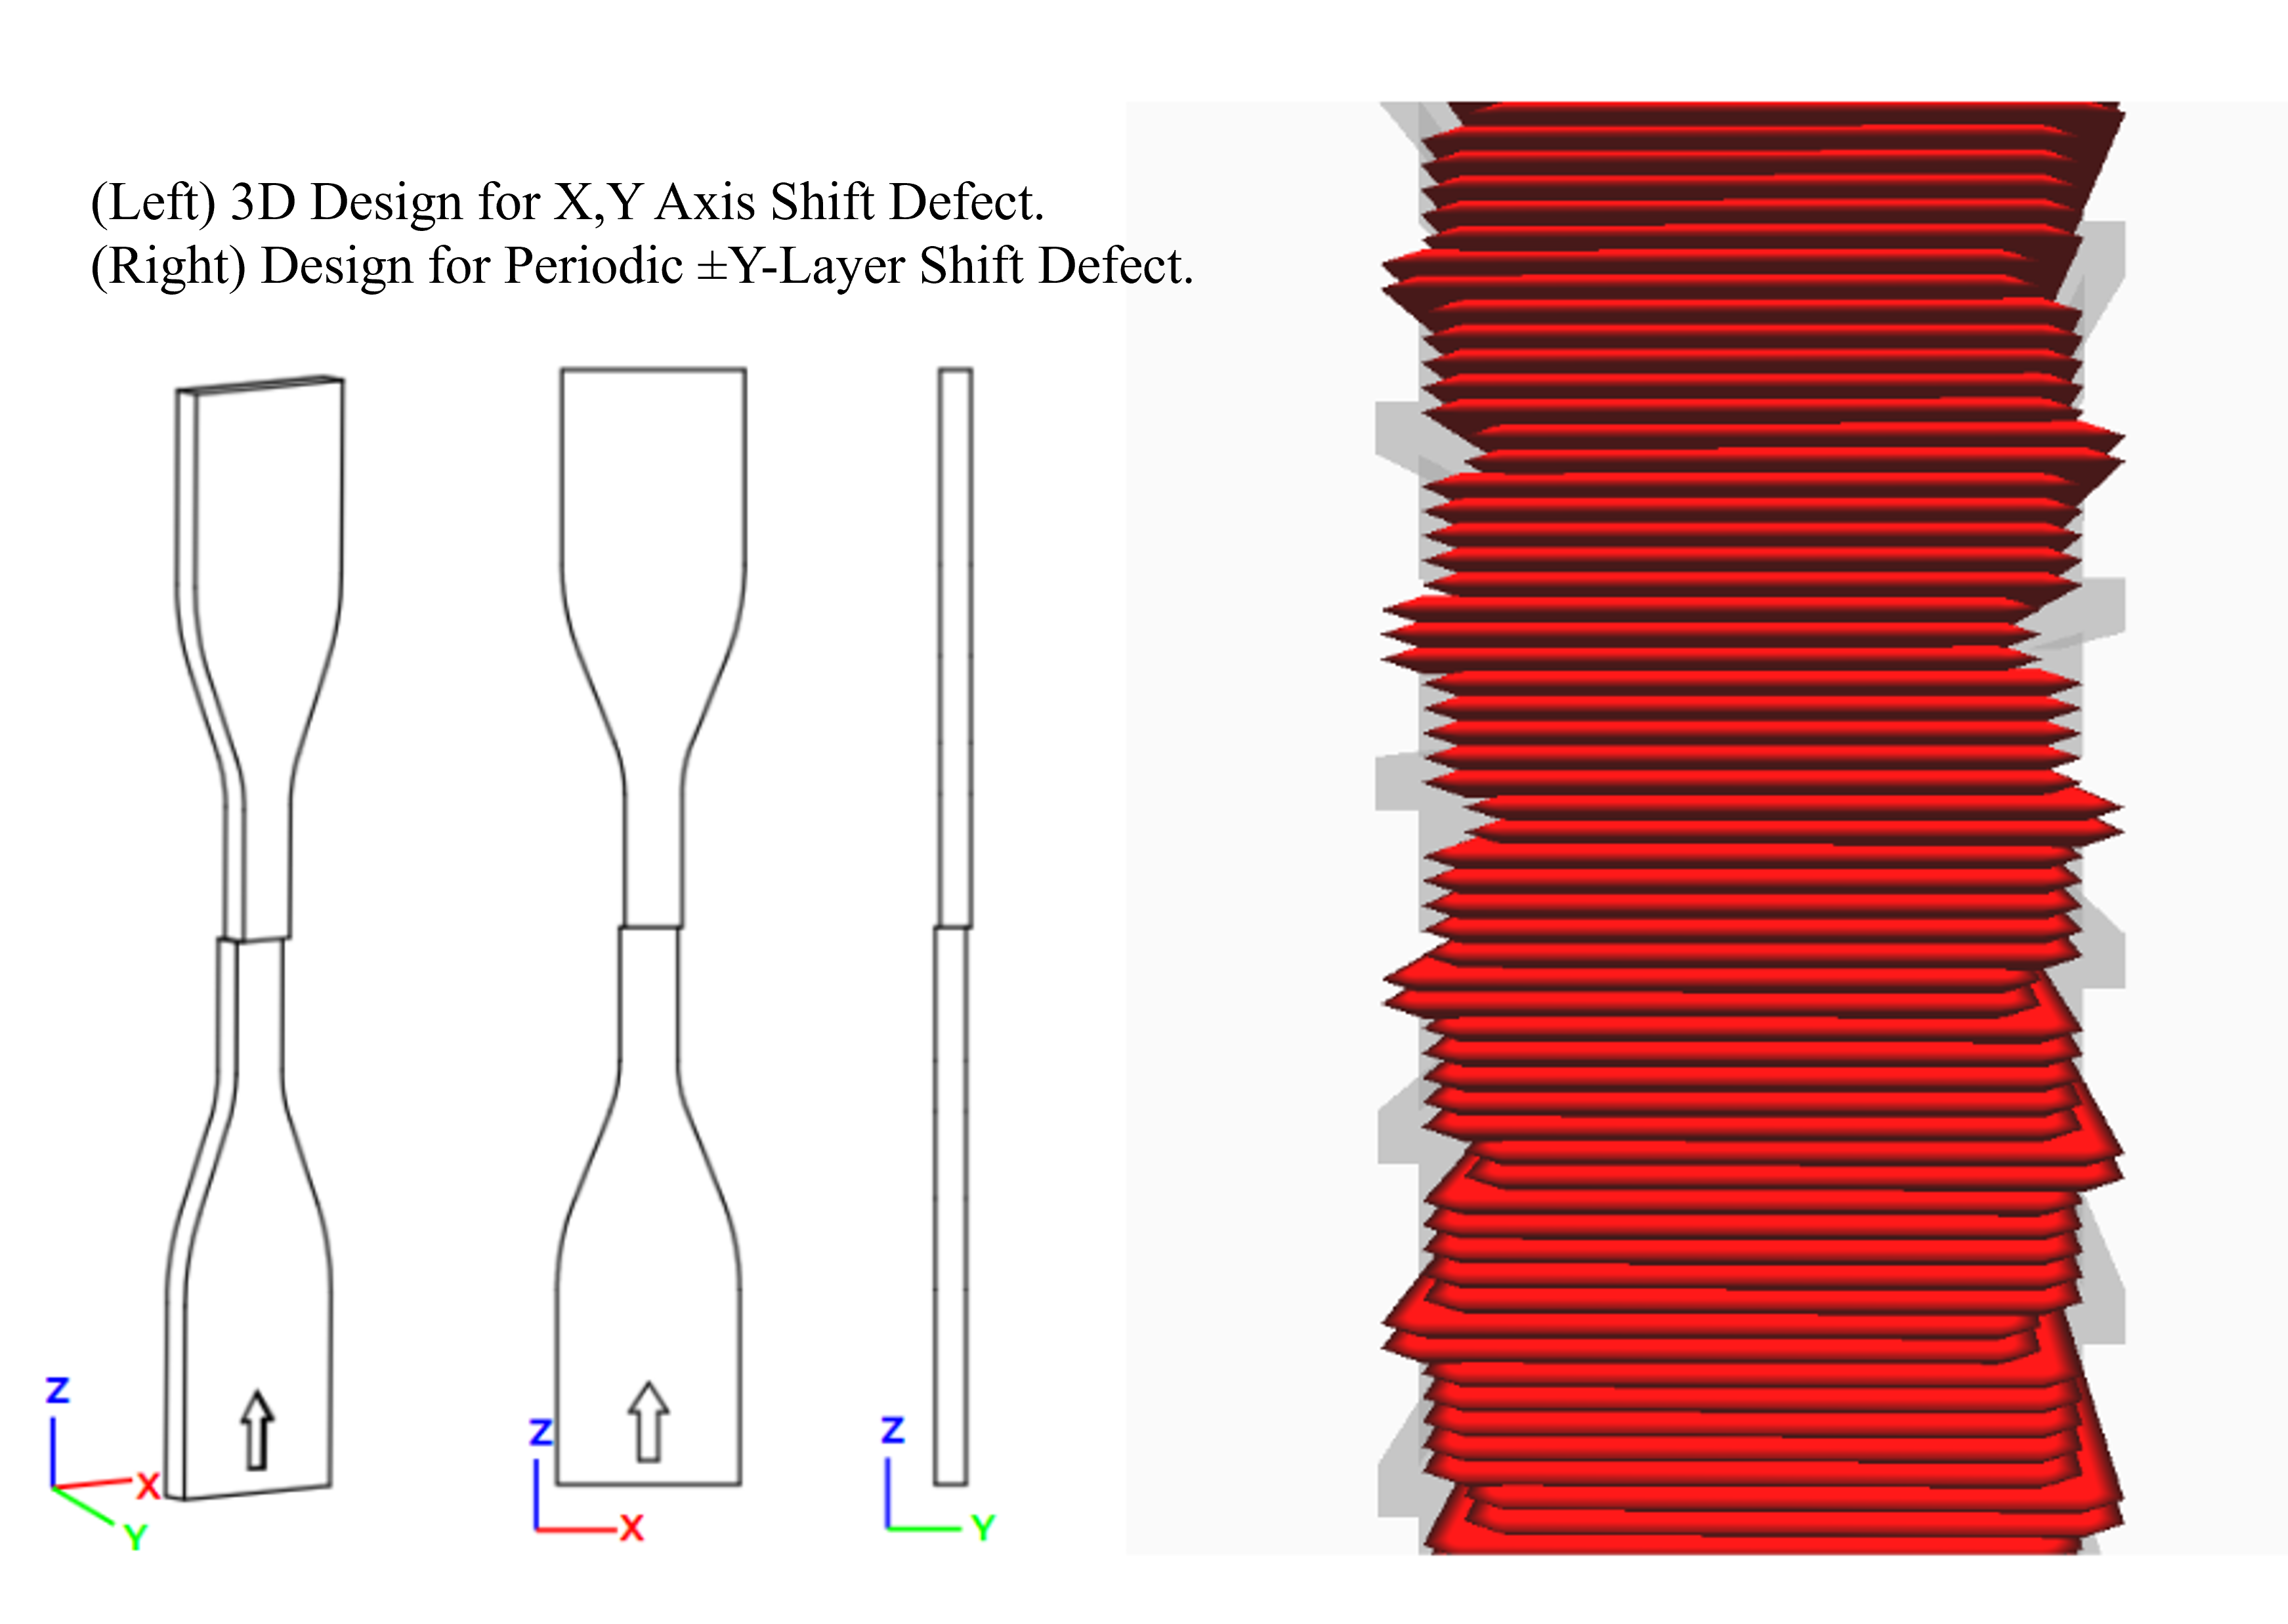 (Left) 3D Design for X,Y Axis Shift Defect.
(Right) Design for Periodic ±Y-Layer Shift Defect.
Z
X
Y
Z
X
Z
Y